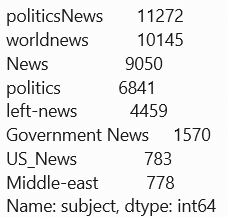 politicsNews 11272
worldnews 10145
News 9050
politics 6841
left-news 4459
Government News 1570
US_News 783
Middle-east 778
Name: subject, dtype: int64